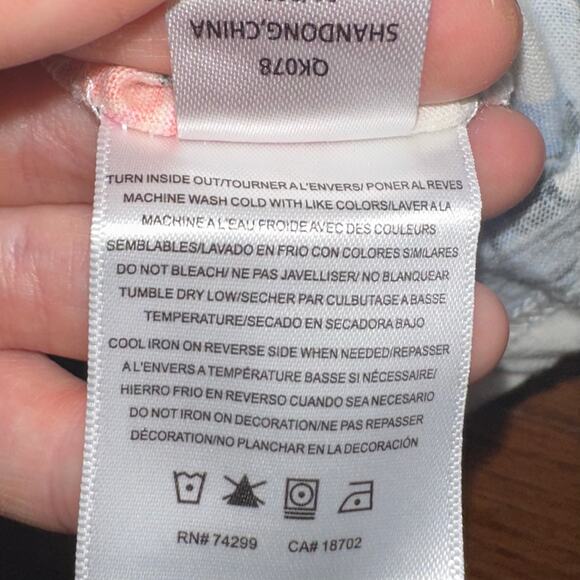 SHANDONG,CHINA
QK078
TURN INSIDE OUT/TOURNER A L'ENVERS/ PONER AL REVES
MACHINE WASH COLD WITH LIKE COLORS/LAVER A LA
MACHINE A L'EAU FROIDE AVEC DES COULEURS
SEMBLABLES/LAVADO EN FRIO CON COLORES SIMILARES
DO NOT BLEACH/ NE PAS JAVELLISER/ NO BLANQUEAR
TUMBLE DRY LOW/SECHER PAR CULBUTAGE A BASSE
TEMPERATURE/SECADO EN SECADORA BAJO
COOL IRON ON REVERSE SIDE WHEN NEEDED/REPASSER
A L'ENVERS A TEMPÉRATURE BASSE SI NÉCESSAIRE/
HIERRO FRIO EN REVERSO CUANDO SEA NECESARIO
DO NOT IRON ON DECORATION/NE PAS REPASSER
DÉCORATION/NO PLANCHAR EN LA DECORACIÓN
RN# 74299 CA# 18702